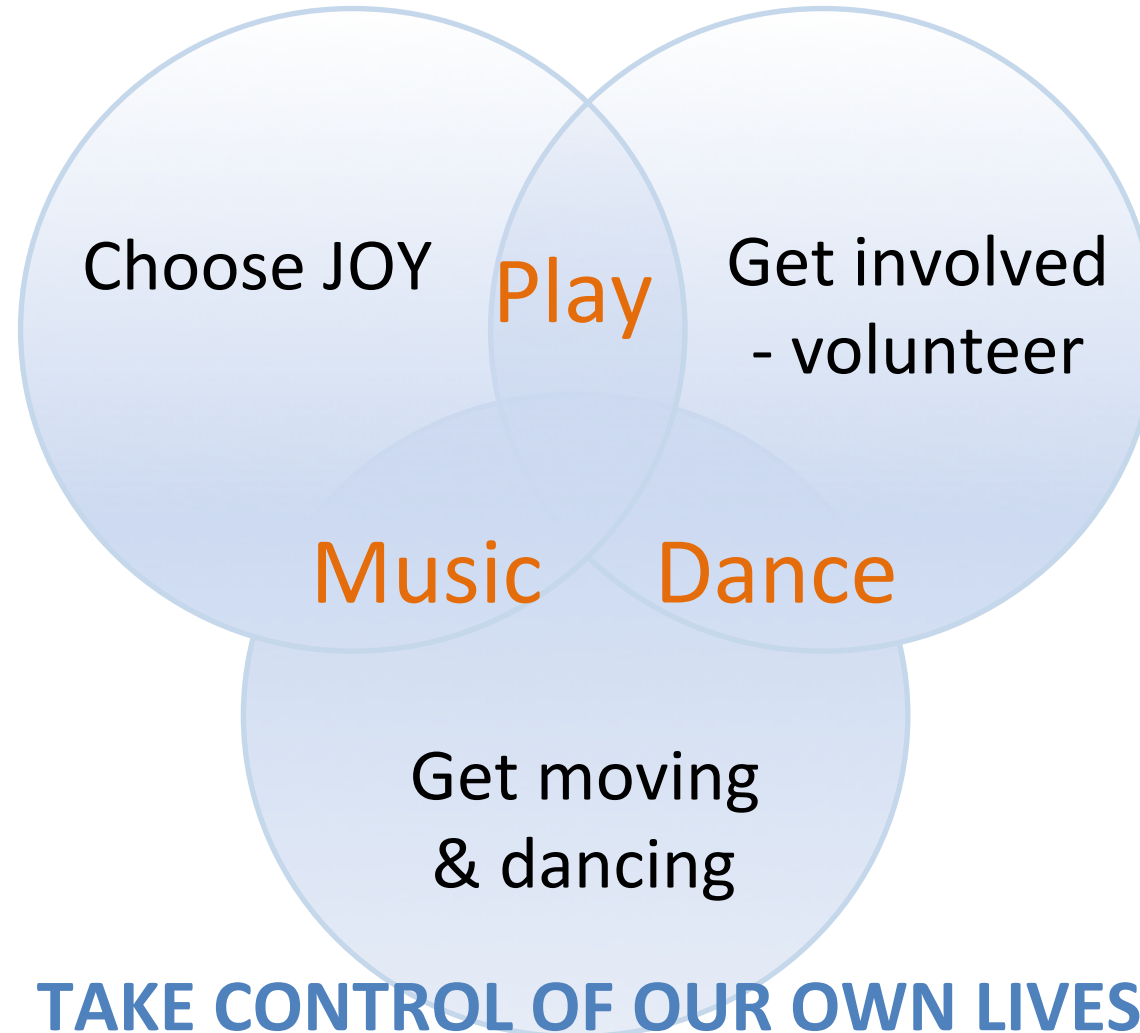 Choose JOY
Play
Get involved
- volunteer
Music
Dance
Get moving
& dancing
TAKE CONTROL OF OUR OWN LIVES